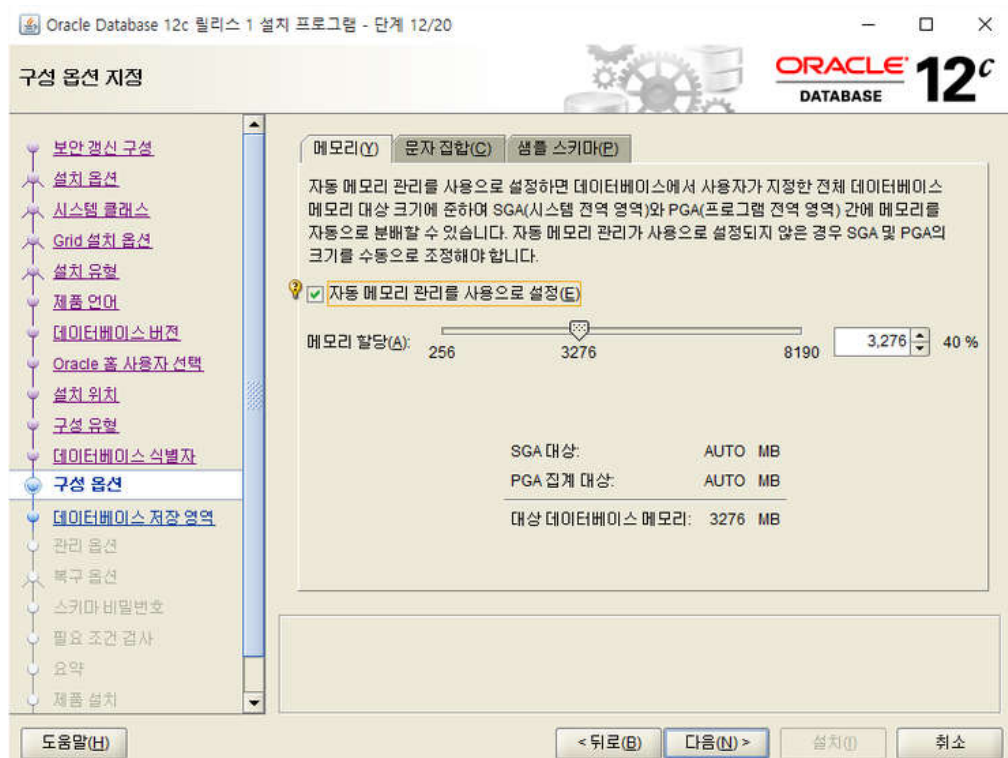 Oracle Database 12c 릴리스 1 설치 프로그램 - 단계 12/20
구성 옵션 지정
ORACLE
DATABASE
12c
보안 갱신 구성
설치 옵션
시스템 클래스
Grid 설치 옵션
설치 유형
제품 언어
데이터베이스 버전
Oracle 홈 사용자 선택
설치 위치
구성 유형
데이터베이스 식별자
구성 옵션
데이터베이스 저장 영역
관리 옵션
복구 옵션
스키마 비밀번호
필요 조건 검사
요약
제품 설치
메모리(Y) 문자 집합(C) 샘플 스키마(P)
자동 메모리 관리를 사용으로 설정하면 데이터베이스에서 사용자가 지정한 전체 데이터베이스
메모리 대상 크기에 준하여 SGA(시스템 전역 영역)와 PGA(프로그램 전역 영역) 간에 메모리를
자동으로 분배할 수 있습니다. 자동 메모리 관리가 사용으로 설정되지 않은 경우 SGA 및 PGA의
크기를 수동으로 조정해야 합니다.
자동 메모리 관리를 사용으로 설정(E)
메모리 할당(A): 3,276 40 %
256 3276 8190
SGA 대상: AUTO MB
PGA 집계 대상: AUTO MB
대상 데이터베이스 메모리: 3276 MB
도움말(H) < 뒤로(B) 다음(N) > 설치(I) 취소